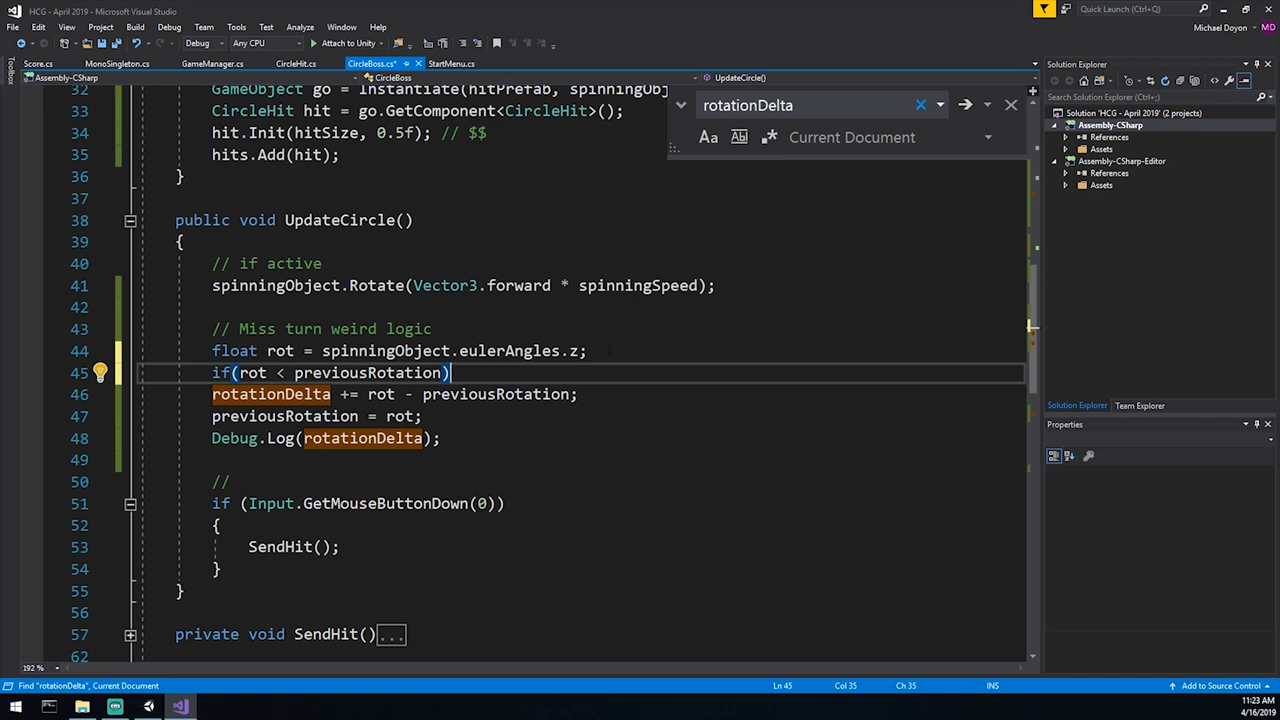 HCG - April 2019 - Microsoft Visual Studio
Quick Launch (Ctrl+Q)
File Edit View Project Build Debug Team Tools Test Analyze Window Help
Michael Doyon MD
Debug Any CPU Attach to Unity
Score.cs MonoSingleton.cs GameManager.cs CircleHit.cs CircleBoss.cs* StartMenu.cs
Assembly-CSharp CircleBoss UpdateCircle()
Toolbox
rotationDelta
Current Document
32 GameObject go = Instantiate(hitPrefab, spinningObj
33 CircleHit hit = go.GetComponent<CircleHit>();
34 hit.Init(hitSize, 0.5f); // $$
35 hits.Add(hit);
36 }
37
38 public void UpdateCircle()
39 {
40 // if active
41 spinningObject.Rotate(Vector3.forward * spinningSpeed);
42
43 // Miss turn weird logic
44 float rot = spinningObject.eulerAngles.z;
45 if(rot < previousRotation)
46 rotationDelta += rot - previousRotation;
47 previousRotation = rot;
48 Debug.Log(rotationDelta);
49
50 //
51 if (Input.GetMouseButtonDown(0))
52 {
53 SendHit();
54 }
55 }
56
57 private void SendHit()...
62
192 %
Solution Explorer
Search Solution Explorer (Ctrl+;)
Solution 'HCG - April 2019' (2 projects)
Assembly-CSharp
References
Assets
Assembly-CSharp-Editor
References
Assets
Solution Explorer Team Explorer
Properties
Find "rotationDelta", Current Document
Ln 45 Col 35 Ch 35 INS
Add to Source Control
11:23 AM
4/16/2019